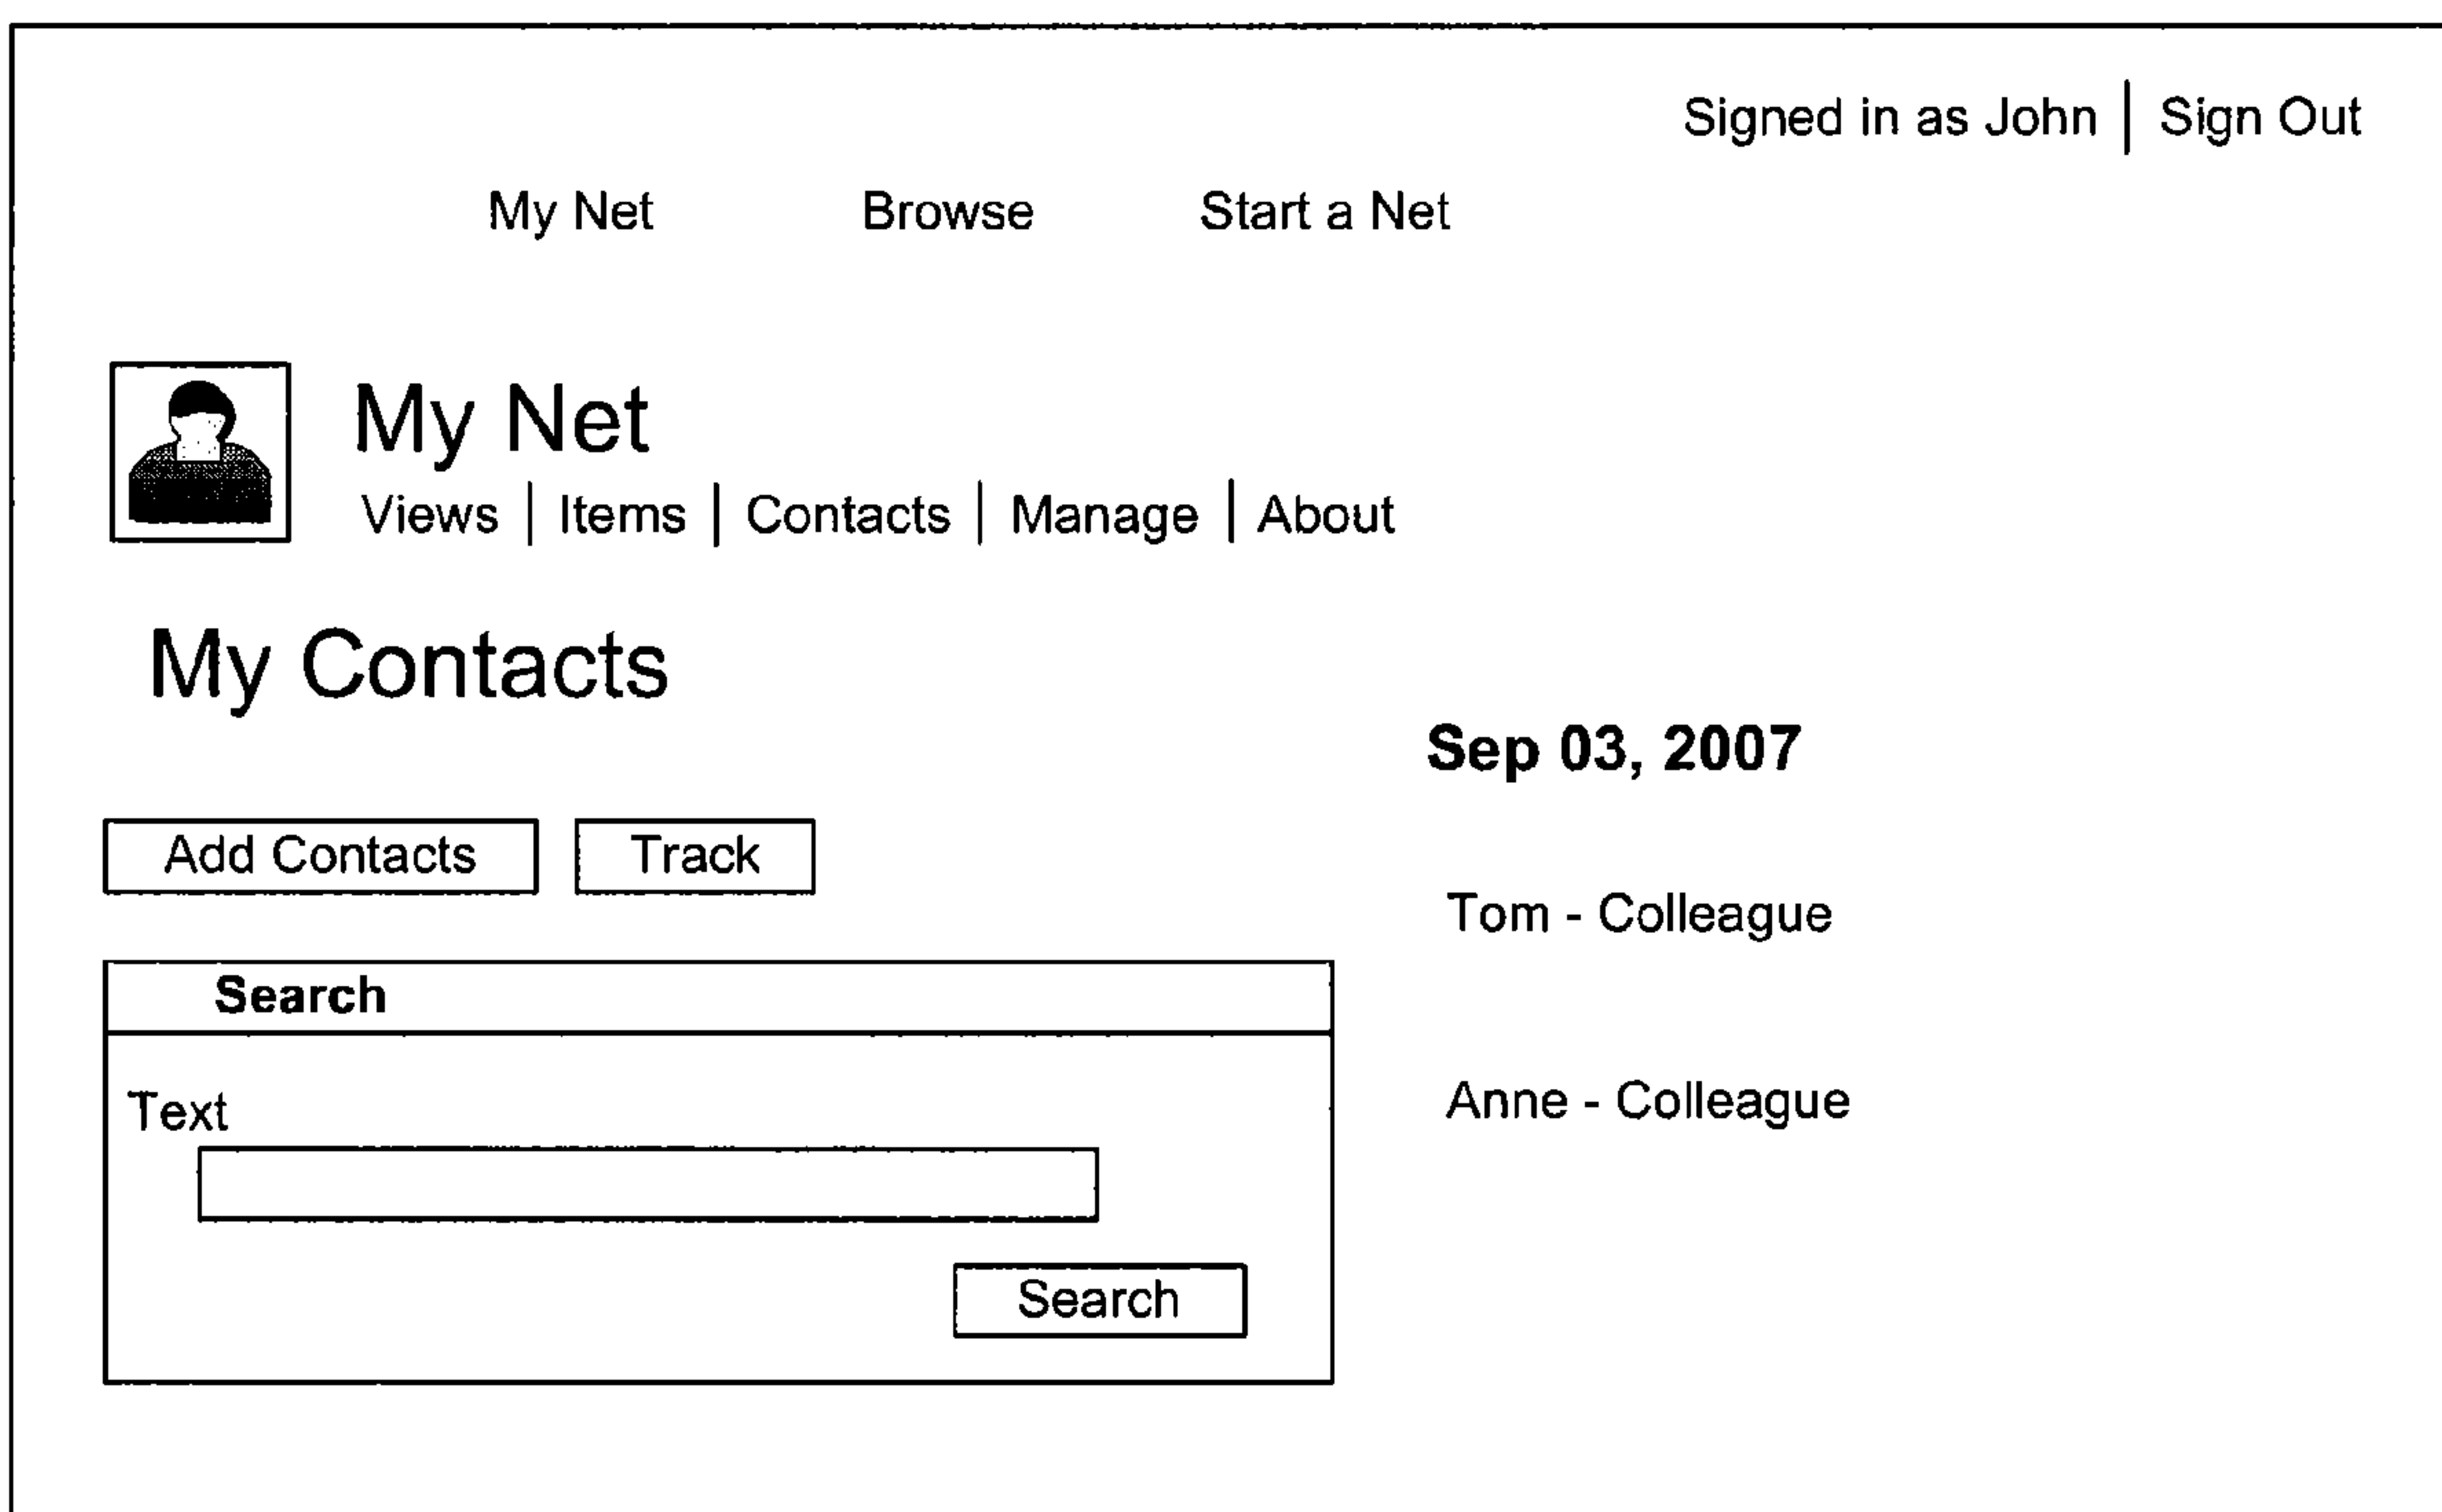 Signed in as John | Sign Out
My Net Browse Start a Net
My Net
Views | Items | Contacts | Manage | About
My Contacts
Sep 03, 2007
Add Contacts Track
Tom - Colleague
Search
Anne - Colleague
Text
Search